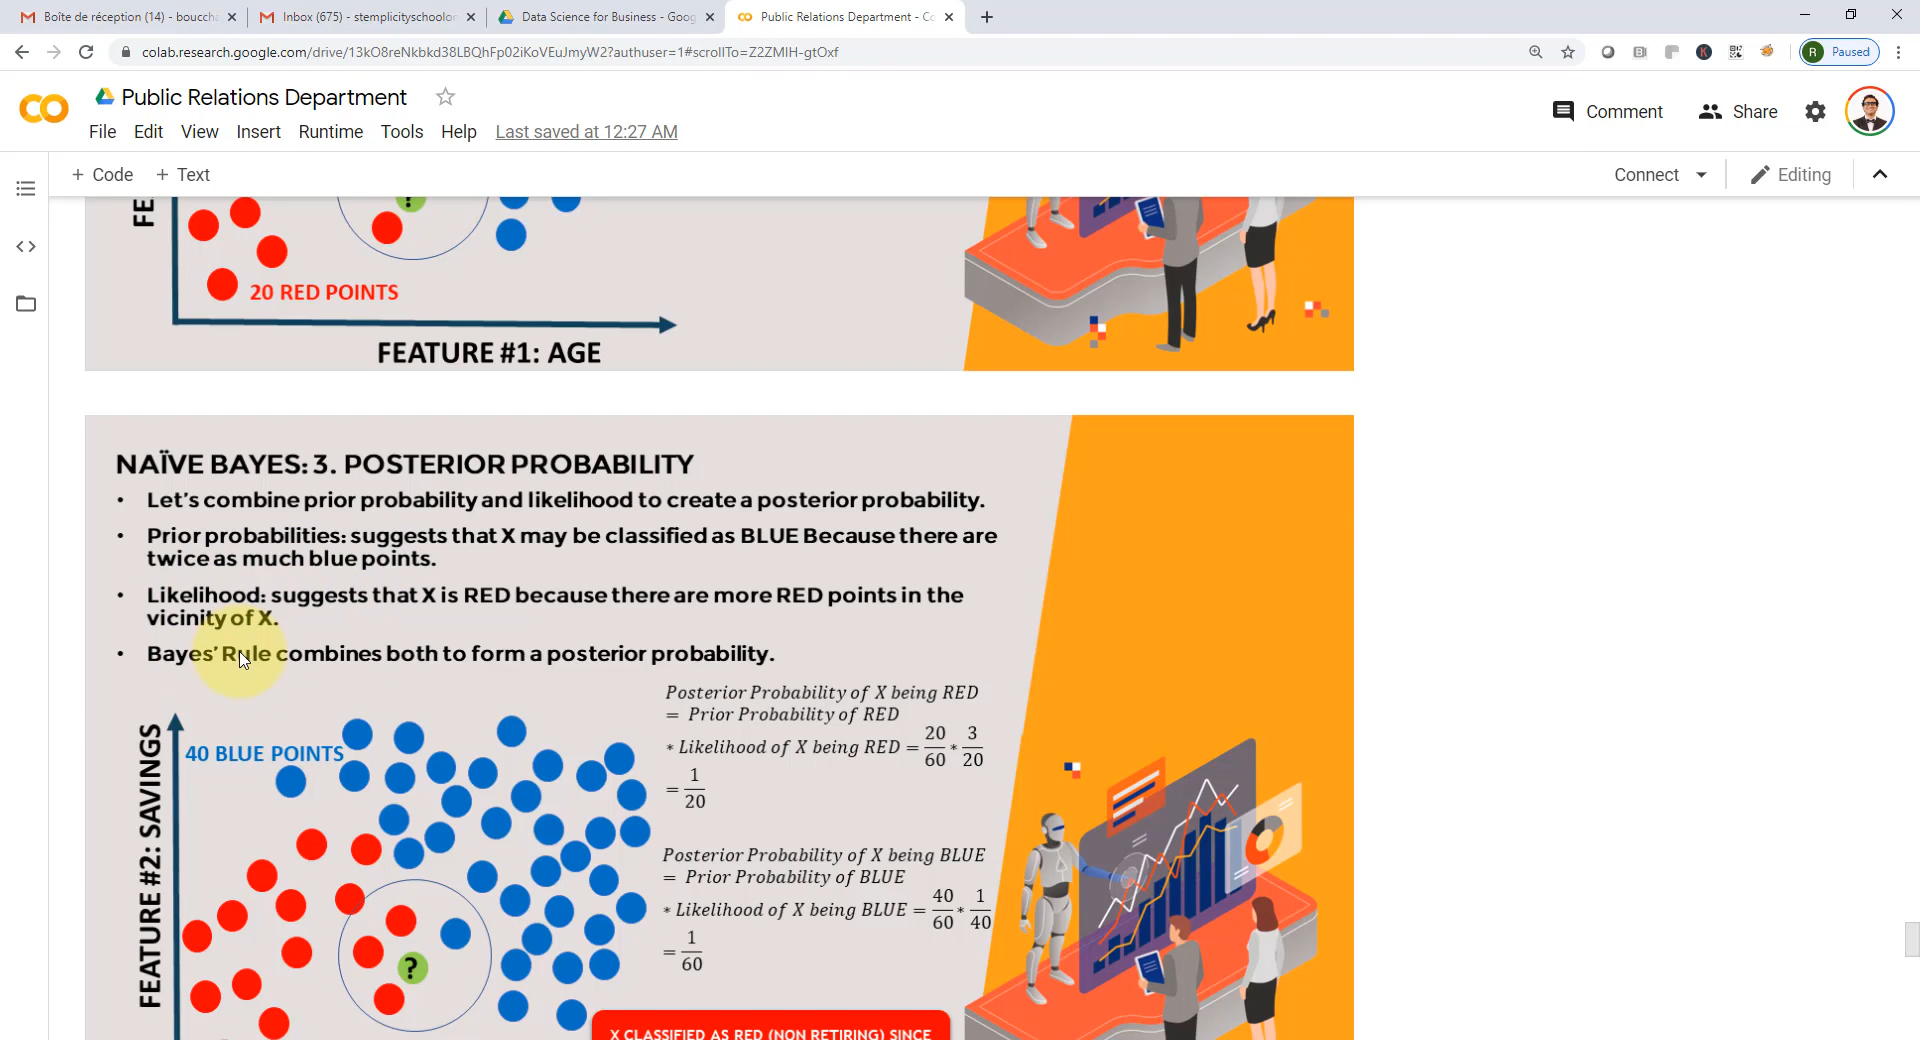 Boîte de réception (14) - boucch
Inbox (675) - stemplicityschoolon
Data Science for Business - Goog
Public Relations Department - Co
colab.research.google.com/drive/13kO8reNkbkd38LBQhFp02iKoVEuJmyW2?authuser=1#scrollTo=Z2ZMIH-gtOxf
R Paused
CO Public Relations Department
Comment Share
File Edit View Insert Runtime Tools Help Last saved at 12:27 AM
+ Code + Text Connect Editing
FE
?
20 RED POINTS
FEATURE #1: AGE
NAÏVE BAYES: 3. POSTERIOR PROBABILITY
• Let's combine prior probability and likelihood to create a posterior probability.
• Prior probabilities: suggests that X may be classified as BLUE Because there are
twice as much blue points.
• Likelihood: suggests that X is RED because there are more RED points in the
vicinity of X.
• Bayes' Rule combines both to form a posterior probability.
Posterior Probability of X being RED
= Prior Probability of RED
* Likelihood of X being RED = 20/60 * 3/20
= 1/20
40 BLUE POINTS
FEATURE #2: SAVINGS
Posterior Probability of X being BLUE
= Prior Probability of BLUE
* Likelihood of X being BLUE = 40/60 * 1/40
= 1/60
?
X CLASSIFIED AS RED (NON RETIRING) SINCE